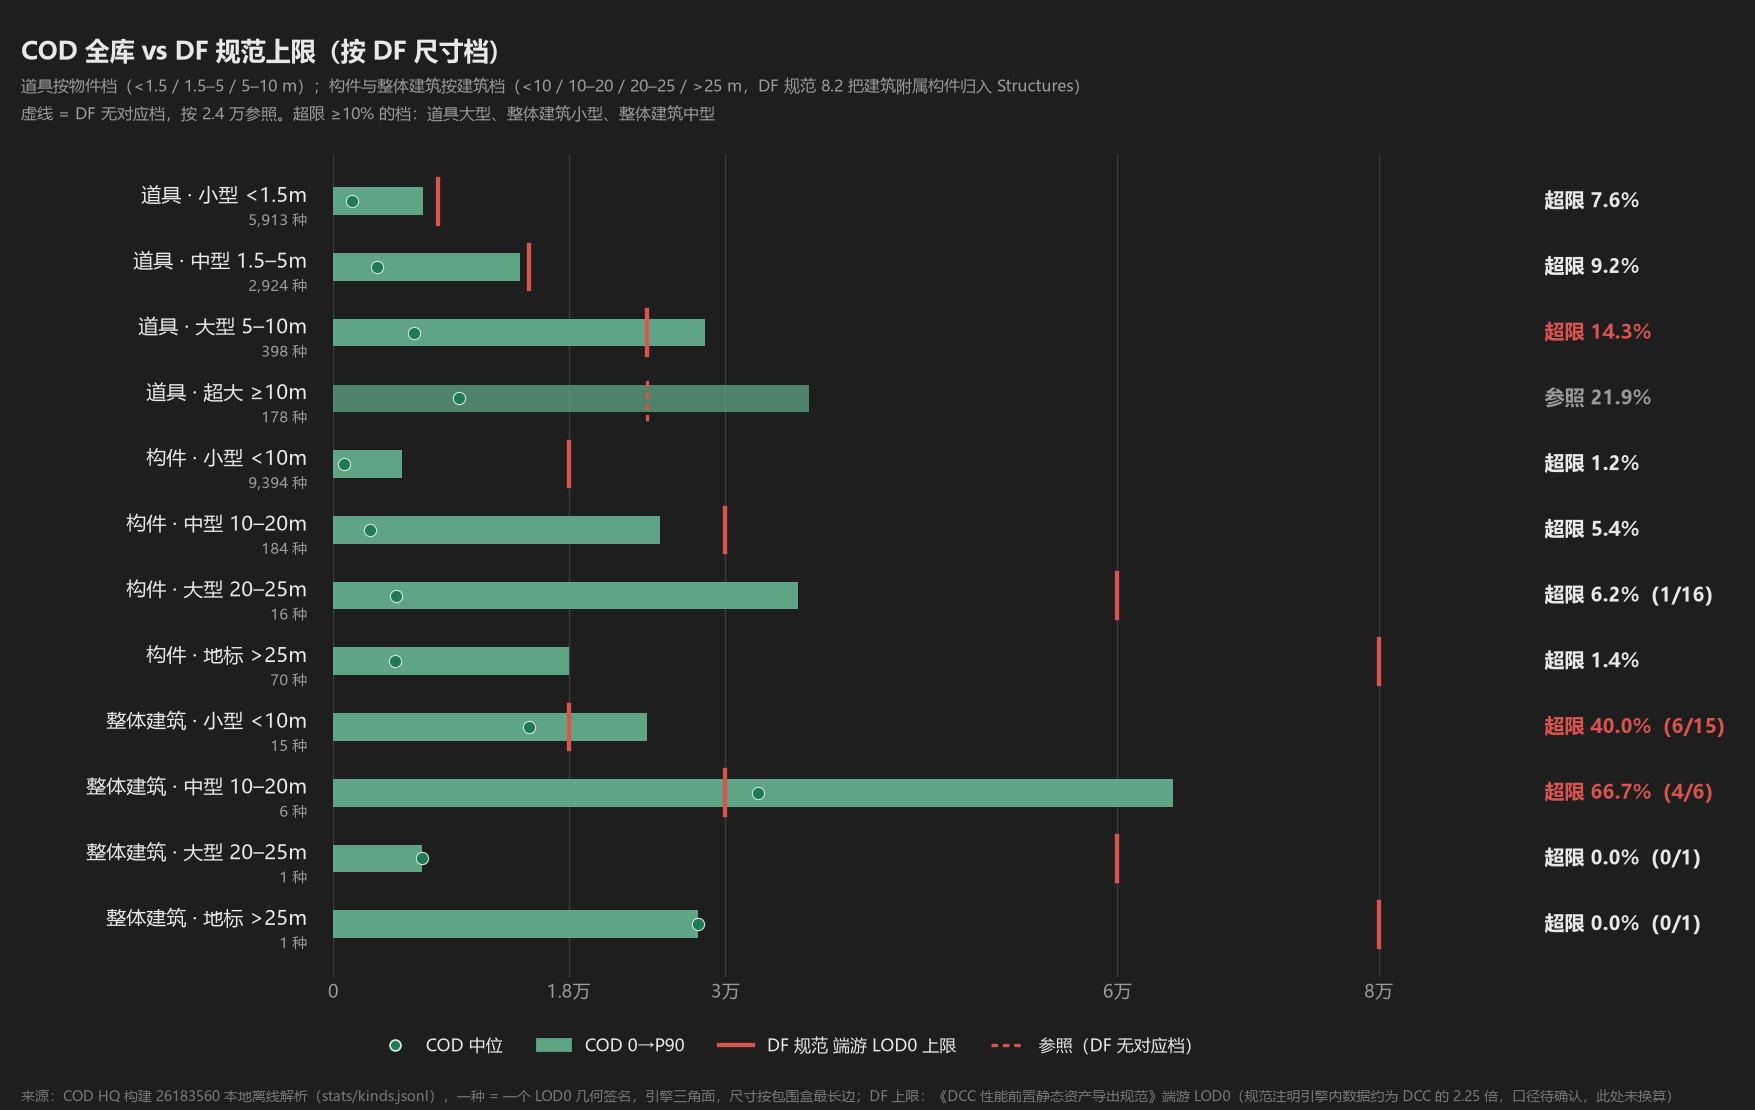 COD 全库 vs DF 规范上限（按 DF 尺寸档）
道具按物件档（<1.5 / 1.5–5 / 5–10 m）；构件与整体建筑按建筑档（<10 / 10–20 / 20–25 / >25 m，DF 规范 8.2 把建筑附属构件归入 Structures）
虚线 = DF 无对应档，按 2.4 万参照。超限 ≥10% 的档：道具大型、整体建筑小型、整体建筑中型
道具 · 小型 <1.5m 超限 7.6%
5,913 种
道具 · 中型 1.5–5m 超限 9.2%
2,924 种
道具 · 大型 5–10m 超限 14.3%
398 种
道具 · 超大 ≥10m 参照 21.9%
178 种
构件 · 小型 <10m 超限 1.2%
9,394 种
构件 · 中型 10–20m 超限 5.4%
184 种
构件 · 大型 20–25m 超限 6.2% (1/16)
16 种
构件 · 地标 >25m 超限 1.4%
70 种
整体建筑 · 小型 <10m 超限 40.0% (6/15)
15 种
整体建筑 · 中型 10–20m 超限 66.7% (4/6)
6 种
整体建筑 · 大型 20–25m 超限 0.0% (0/1)
1 种
整体建筑 · 地标 >25m 超限 0.0% (0/1)
1 种
0 1.8万 3万 6万 8万
COD 中位 COD 0→P90 DF 规范 端游 LOD0 上限 参照（DF 无对应档）
来源：COD HQ 构建 26183560 本地离线解析（stats/kinds.jsonl），一种 = 一个 LOD0 几何签名，引擎三角面，尺寸按包围盒最长边；DF 上限：《DCC 性能前置静态资产导出规范》端游 LOD0（规范注明引擎内数据约为 DCC 的 2.25 倍，口径待确认，此处未换算）